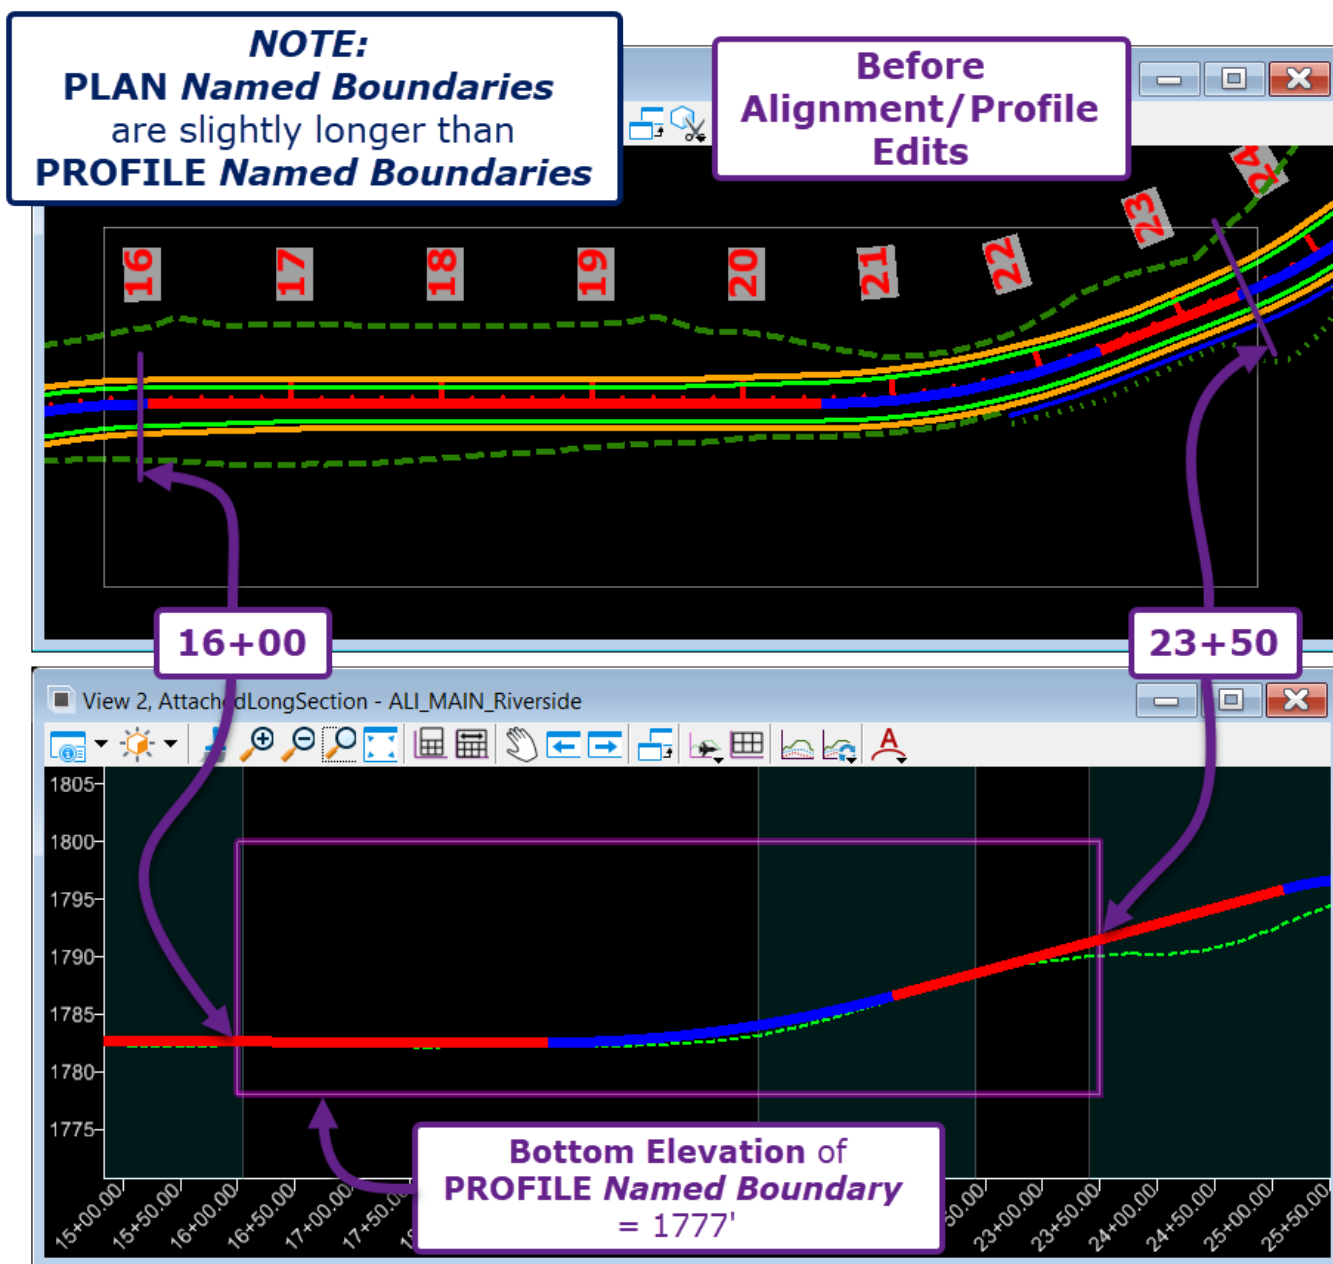 NOTE:
PLAN Named Boundaries
are slightly longer than
PROFILE Named Boundaries
Before
Alignment/Profile
Edits
16
17
18
19
20
21
22
23
24
16+00
23+50
View 2, AttachedLongSection - ALI_MAIN_Riverside
A
1805
1800
1795
1790
1785
1780
1775
Bottom Elevation of
PROFILE Named Boundary
= 1777'
15+00.00
15+50.00
16+00.00
16+50.00
17+00.00
23+00.00
23+50.00
24+00.00
24+50.00
25+00.00
25+50.00